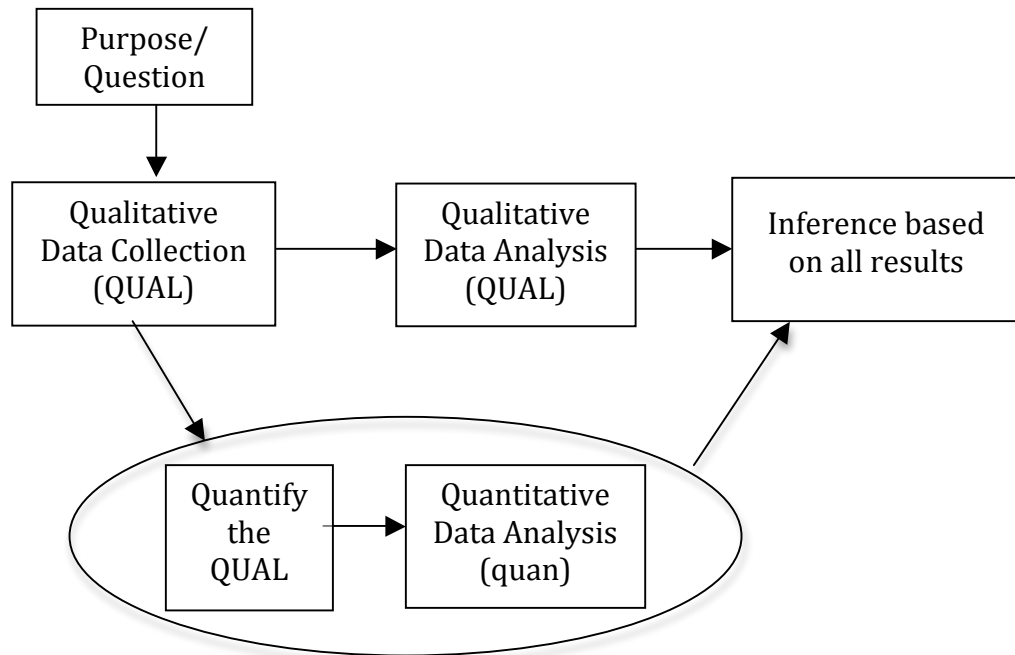 Purpose/
Question
Qualitative
Data Collection
(QUAL)
Qualitative
Data Analysis
(QUAL)
Inference based
on all results
Quantify
the
QUAL
Quantitative
Data Analysis
(quan)